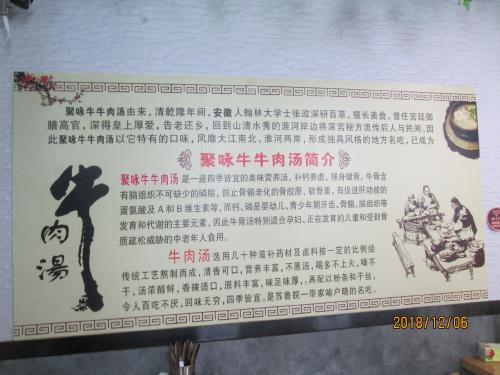 聚咏牛牛肉汤由来，清乾隆年间，安徽人翰林大学士张政深研百草，擅长美食，曾任宫廷御
膳高官，深得皇上厚爱，告老还乡，回到山清水秀的淮河岸边将深宫秘方流传后人与民间，因
此聚咏牛牛肉汤以它特有的口味，风靡大江南北，淮河两岸，形成独具风格的地方名吃，已成为
聚咏牛牛肉汤简介
聚咏牛牛肉汤 是一道四季皆宜的美味营养汤，补钙养虚，强身健骨，牛骨含
有脑组织不可缺少的磷脂，防止骨骼老化的骨胶原、软骨素，有促进肝功能的
蛋氨酸及A和B维生素等，而钙、磷是婴幼儿、青少年期牙齿、骨骼、脑组织等
发育和代谢的主要元素，因此牛骨汤特别适合孕妇、正在发育的儿童和受到骨
质疏松威胁的中老年人食用。
牛肉汤 选用几十种滋补药材及卤料按一定的比例经
传统工艺熬制而成，清香可口，营养丰富，不黑汤，喝多不上火，嗓不
干，汤浓醇鲜，香辣适口，原料丰富，味足味厚，。再配以粉条和干丝，
令人百吃不厌，回味无穷，四季皆宜。是苏鲁皖一带家喻户晓的名吃。
牛肉湯
2018/12/06